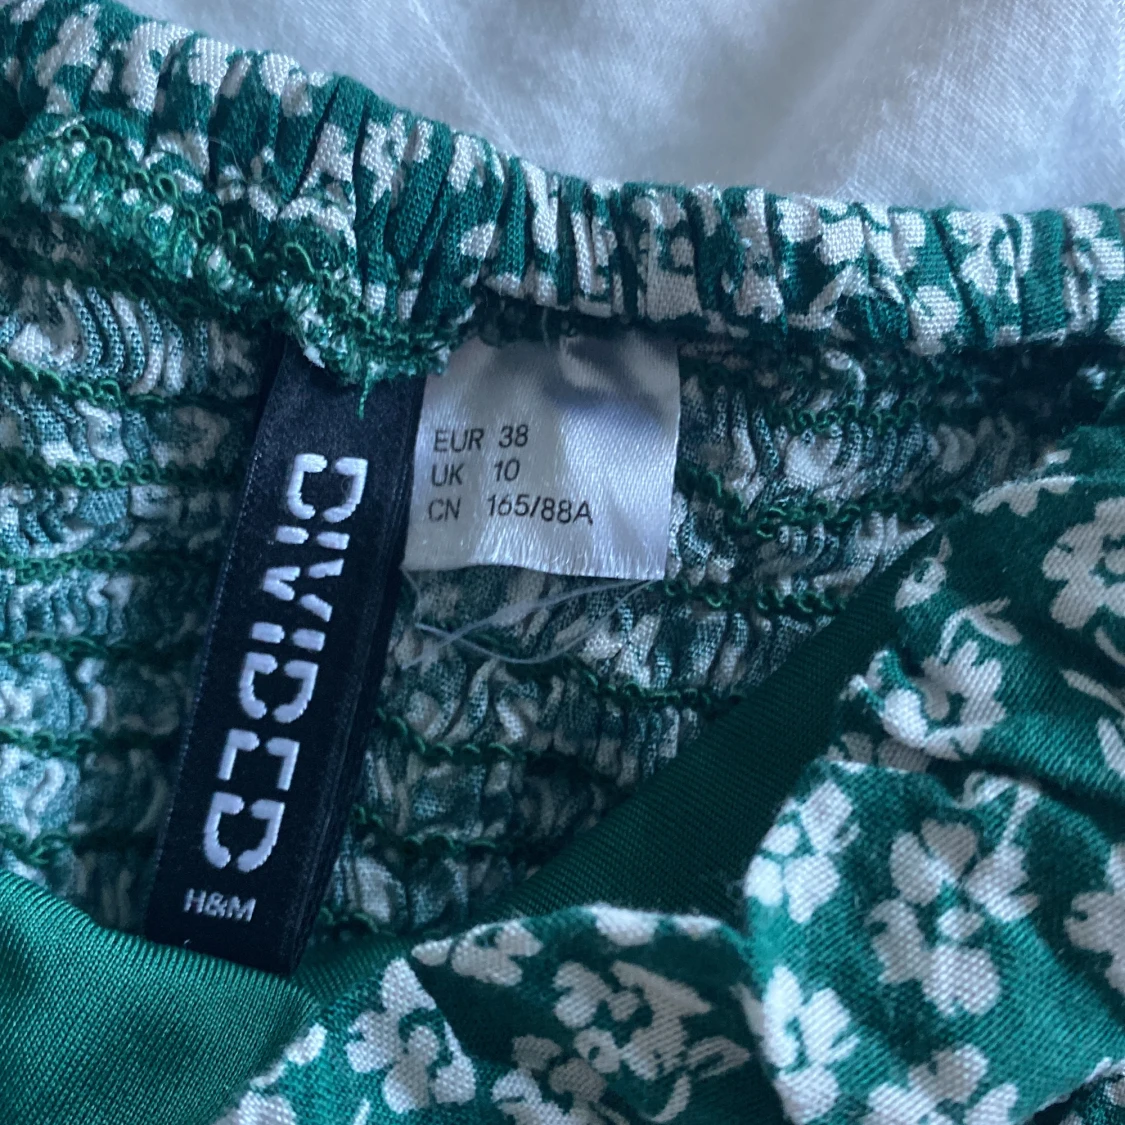 EUR 38
UK 10
CN 165/88A
DIVIDED
H&M